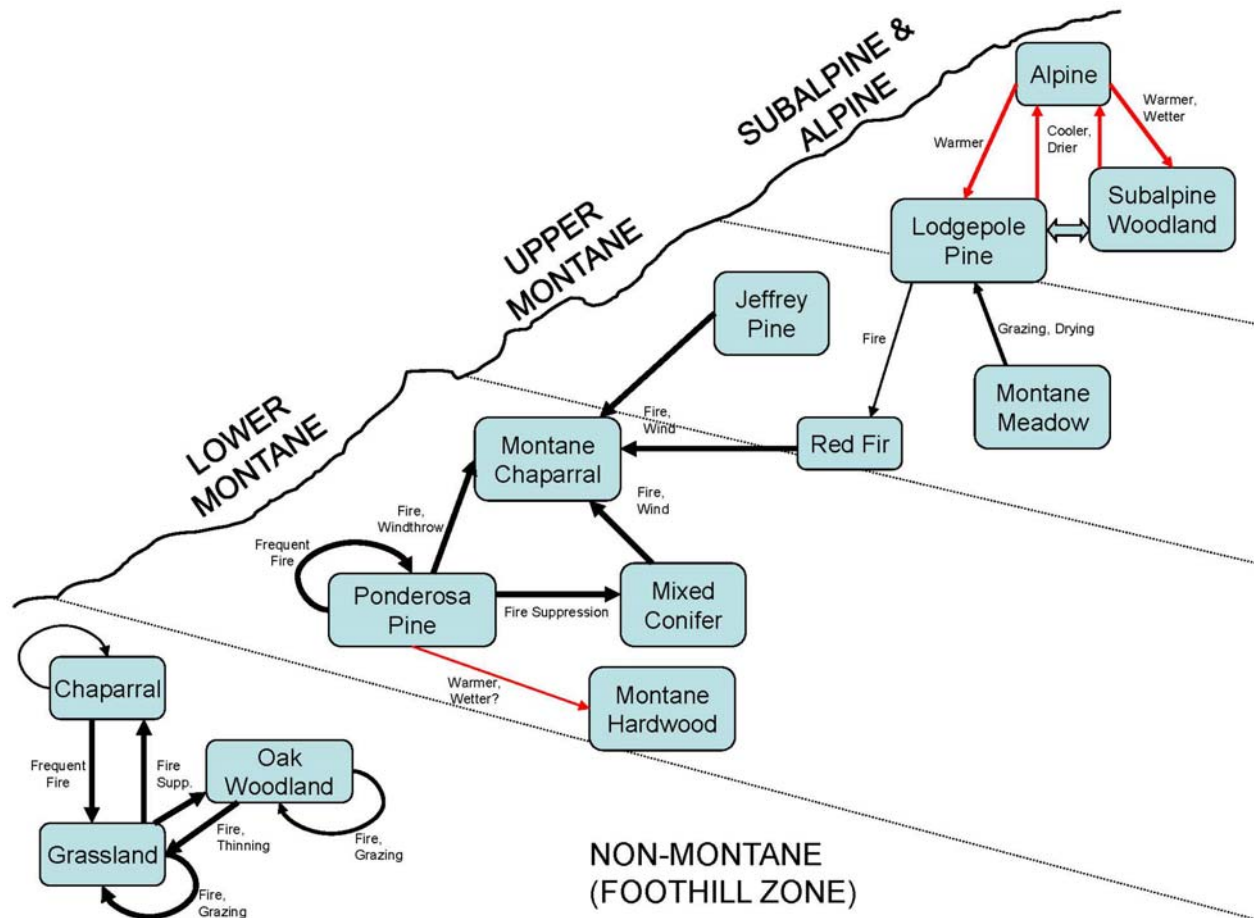 SUBALPINE &
ALPINE
Alpine
Warmer,
Wetter
Warmer
Cooler,
Drier
Subalpine
Woodland
Lodgepole
Pine
UPPER
MONTANE
Jeffrey
Pine
Fire
Grazing, Drying
Montane
Meadow
LOWER
MONTANE
Fire,
Wind
Red Fir
Montane
Chaparral
Fire,
Wind
Fire,
Windthrow
Frequent
Fire
Ponderosa
Pine
Fire Suppression
Mixed
Conifer
Warmer,
Wetter?
Montane
Hardwood
Chaparral
Frequent
Fire
Fire
Supp.
Oak
Woodland
Fire,
Thinning
Fire,
Grazing
Grassland
Fire,
Grazing
NON-MONTANE
(FOOTHILL ZONE)